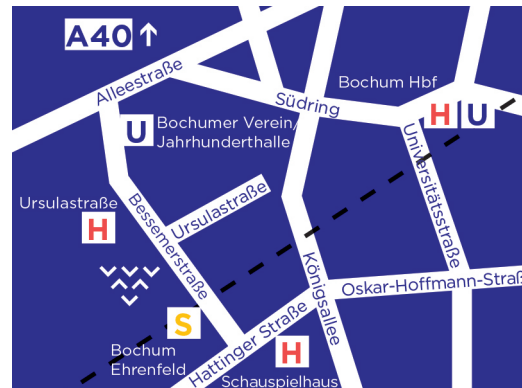 A40
Alleestraße
Südring
Bochum Hbf
H U
U
Bochumer Verein/
Jahrhunderthalle
Universitätsstraße
Ursulastraße
H
Bessemerstraße
Ursulastraße
Königsallee
Oskar-Hoffmann-Straß
S
Bochum
Ehrenfeld
Hattinger Straße
H
Schauspielhaus